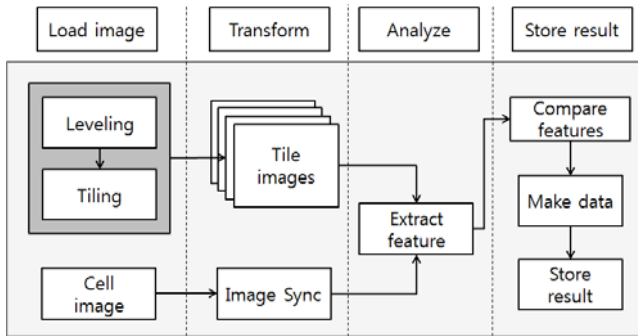 Load image
Transform
Analyze
Store result
Leveling
Tiling
Tile
images
Compare
features
Make data
Extract
feature
Store
result
Cell
image
Image Sync